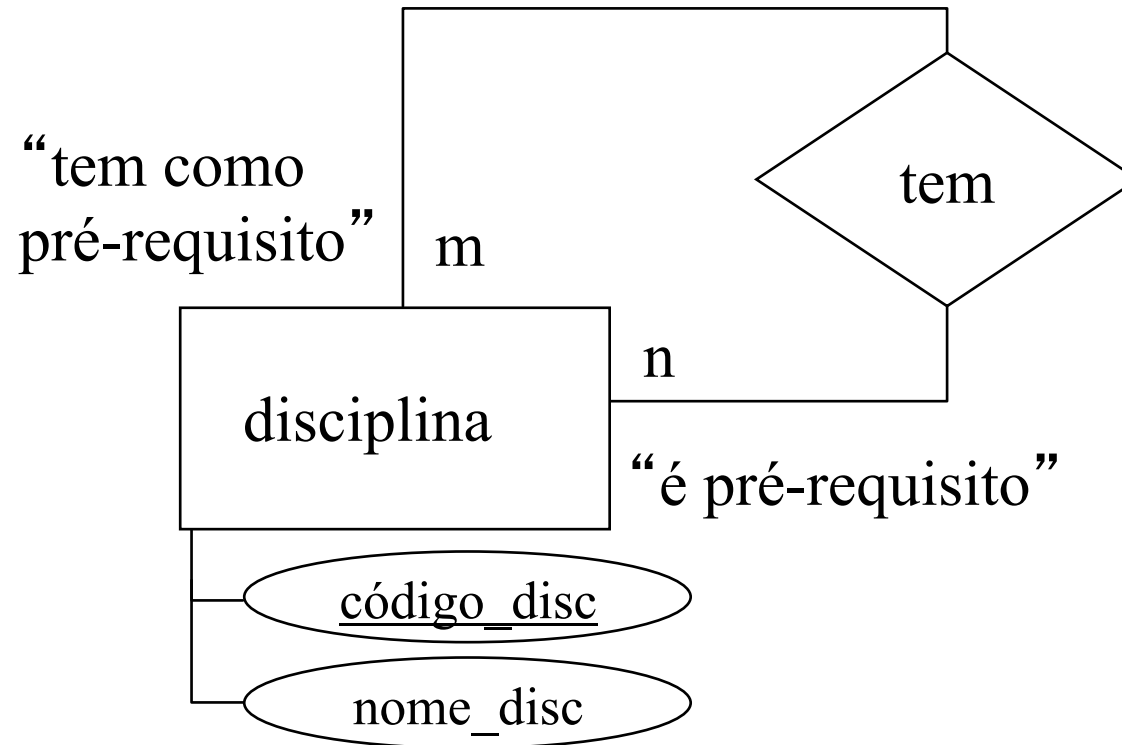 “tem como
pré-requisito”
m
tem
n
disciplina
“é pré-requisito”
código_disc
nome_disc